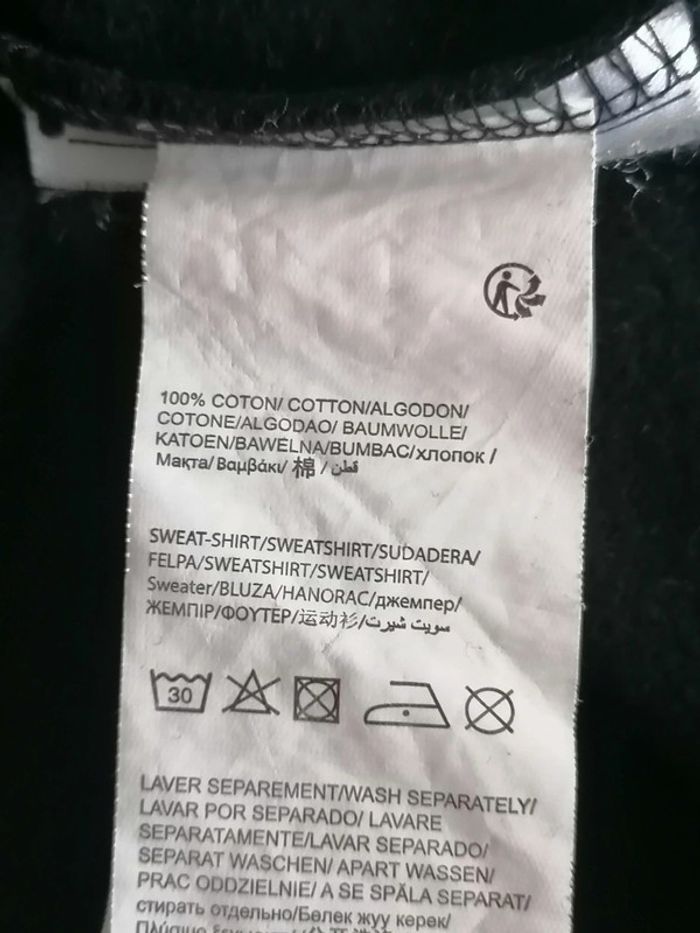 100% COTON/ COTTON/ALGODON/
COTONE/ALGODAO/ BAUMWOLLE/
KATOEN/BAWELNA/BUMBAC/хлопок /
Мақта/ Βαμβάκι/ 棉 / قطن
SWEAT-SHIRT/SWEATSHIRT/SUDADERA/
FELPA/SWEATSHIRT/SWEATSHIRT/
Sweater/BLUZA/HANORAC/джемпер/
ЖЕМПІР/ΦΟΥΤΕΡ/运动衫/سويت شيرت
30
LAVER SEPAREMENT/WASH SEPARATELY/
LAVAR POR SEPARADO/ LAVARE
SEPARATAMENTE/LAVAR SEPARADO/
SEPARAT WASCHEN/ APART WASSEN/
PRAC ODDZIELNIE/ A SE SPĂLA SEPARAT/
стирать отдельно/Бөлек жуу керек/
Πλύσιμο